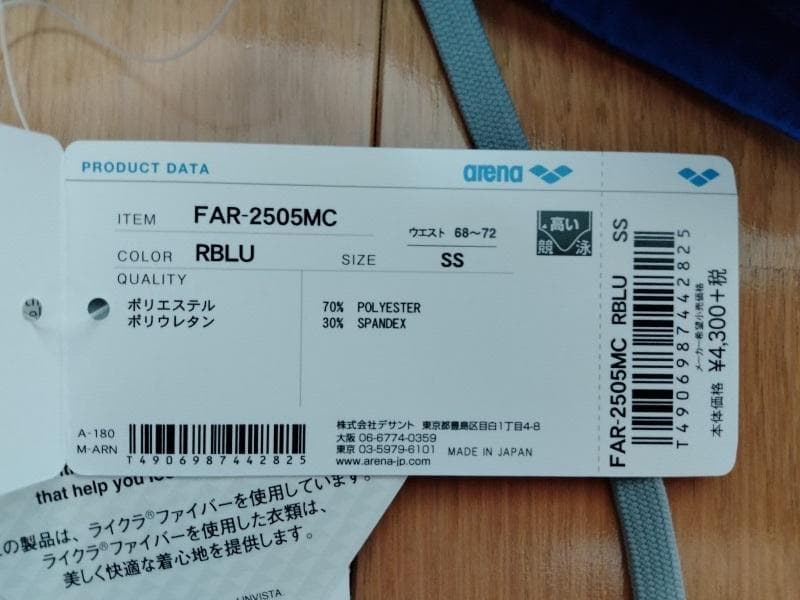 PRODUCT DATA
arena
ITEM FAR-2505MC
COLOR RBLU
ウエスト 68〜72
SIZE SS
高い
競泳
QUALITY
ポリエステル 70% POLYESTER
ポリウレタン 30% SPANDEX
A-180
M-ARN
T4906987442825
株式会社デサント 東京都豊島区目白1丁目4-8
大阪 06-6774-0359
東京 03-5979-6101 MADE IN JAPAN
www.arena-jp.com
FAR-2505MC RBLU SS
T4906987442825
メーカー希望小売価格
本体価格 ¥4,300+税
that help you
の製品は、ライクラ®ファイバーを使用しています。
ライクラ®ファイバーを使用した衣類は、
美しく快適な着心地を提供します。
INVISTA